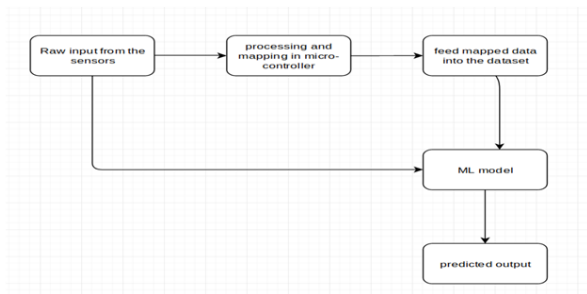 Raw input from the
sensors
processing and
mapping in micro-
controller
feed mapped data
into the dataset
ML model
predicted output